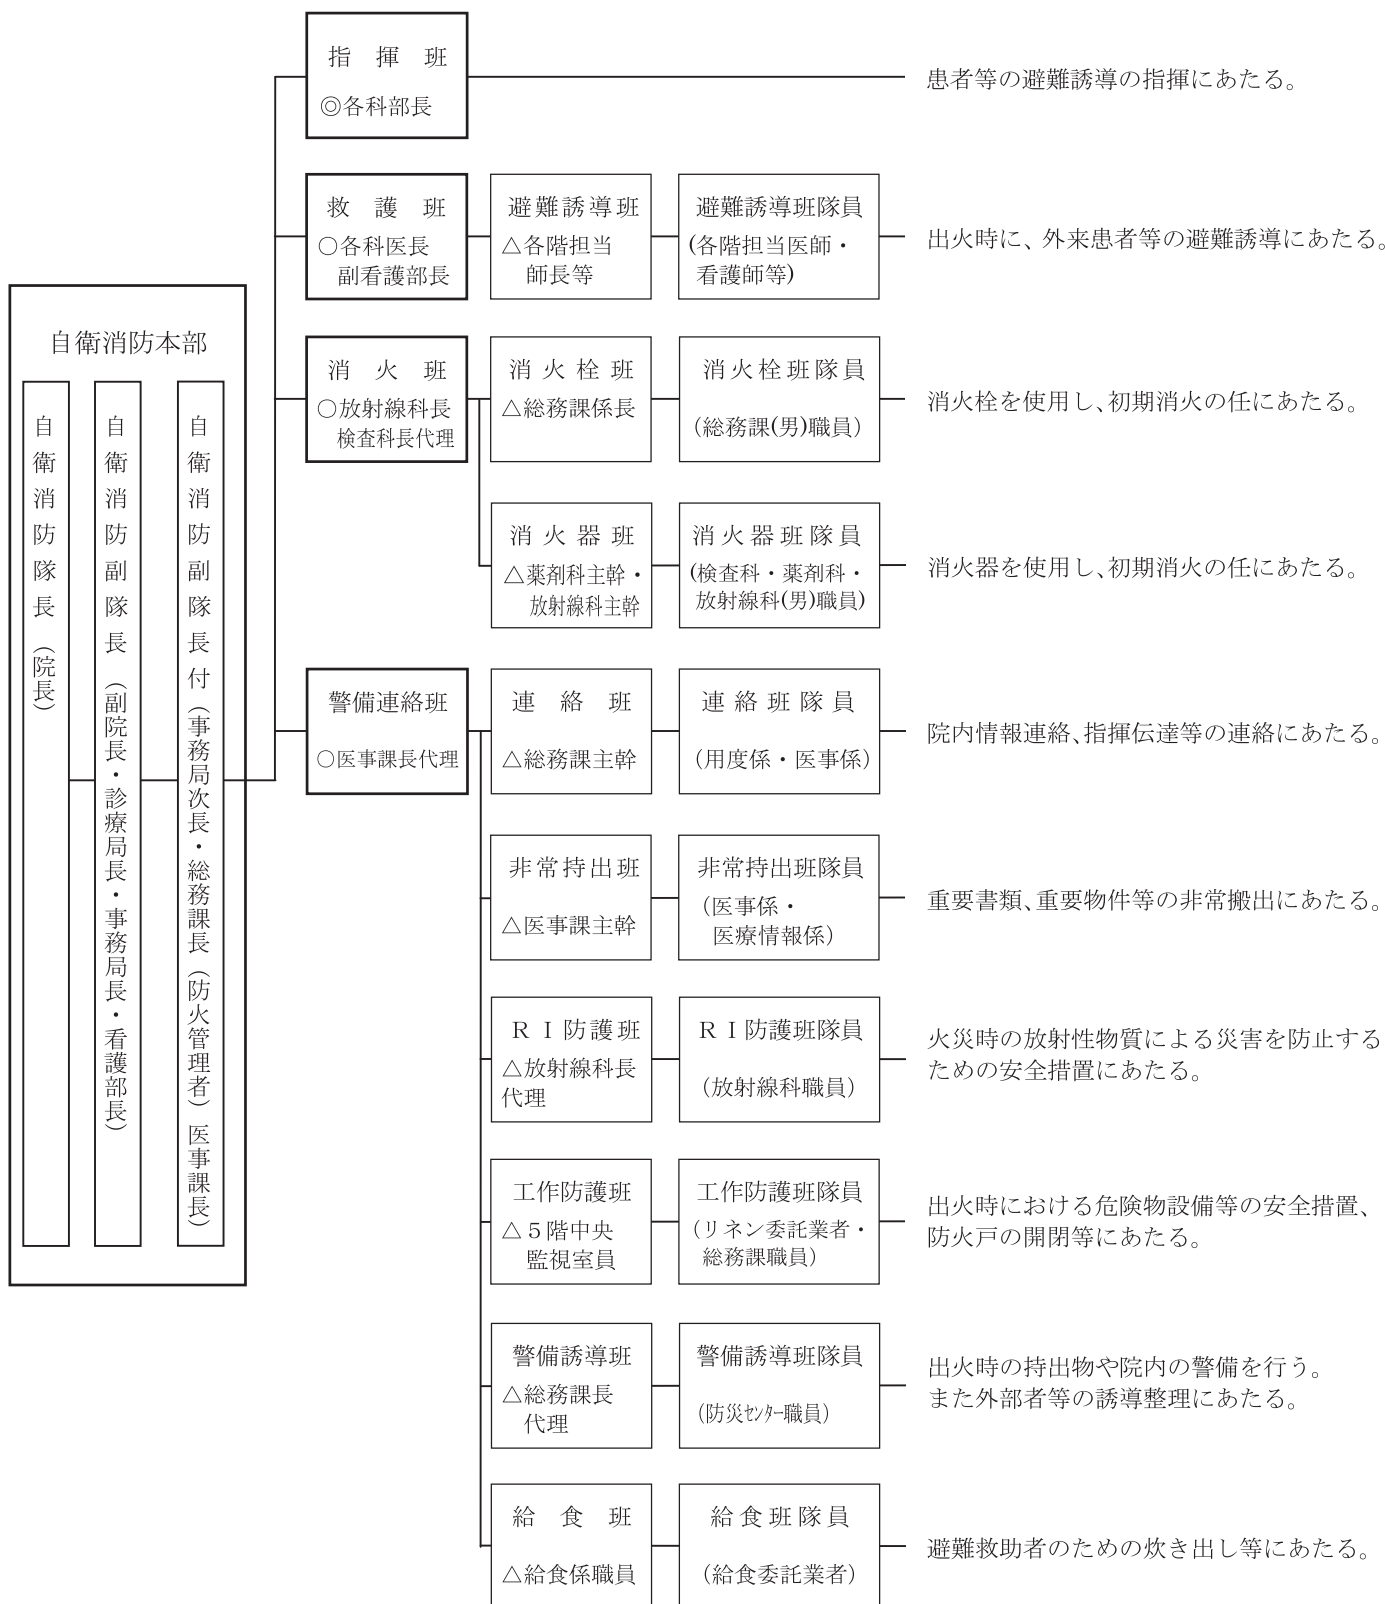 自衛消防本部
自衛消防隊長（院長）
自衛消防副隊長（副院長・診療局長・事務局長・看護部長）
自衛消防副隊長付（事務局次長・総務課長（防火管理者）医事課長）
指揮班
◎各科部長
患者等の避難誘導の指揮にあたる。
救護班
○各科医長
副看護部長
避難誘導班
△各階担当
師長等
避難誘導班隊員
(各階担当医師・
看護師等)
出火時に、外来患者等の避難誘導にあたる。
消火班
○放射線科長
検査科長代理
消火栓班
△総務課係長
消火栓班隊員
（総務課(男)職員）
消火栓を使用し、初期消火の任にあたる。
消火器班
△薬剤科主幹・
放射線科主幹
消火器班隊員
(検査科・薬剤科・
放射線科(男)職員)
消火器を使用し、初期消火の任にあたる。
警備連絡班
○医事課長代理
連絡班
△総務課主幹
連絡班隊員
（用度係・医事係）
院内情報連絡、指揮伝達等の連絡にあたる。
非常持出班
△医事課主幹
非常持出班隊員
（医事係・
医療情報係）
重要書類、重要物件等の非常搬出にあたる。
ＲＩ防護班
△放射線科長
代理
ＲＩ防護班隊員
（放射線科職員）
火災時の放射性物質による災害を防止する
ための安全措置にあたる。
工作防護班
△５階中央
監視室員
工作防護班隊員
（リネン委託業者・
総務課職員）
出火時における危険物設備等の安全措置、
防火戸の開閉等にあたる。
警備誘導班
△総務課長
代理
警備誘導班隊員
（防災ｾﾝﾀｰ職員）
出火時の持出物や院内の警備を行う。
また外部者等の誘導整理にあたる。
給食班
△給食係職員
給食班隊員
（給食委託業者）
避難救助者のための炊き出し等にあたる。